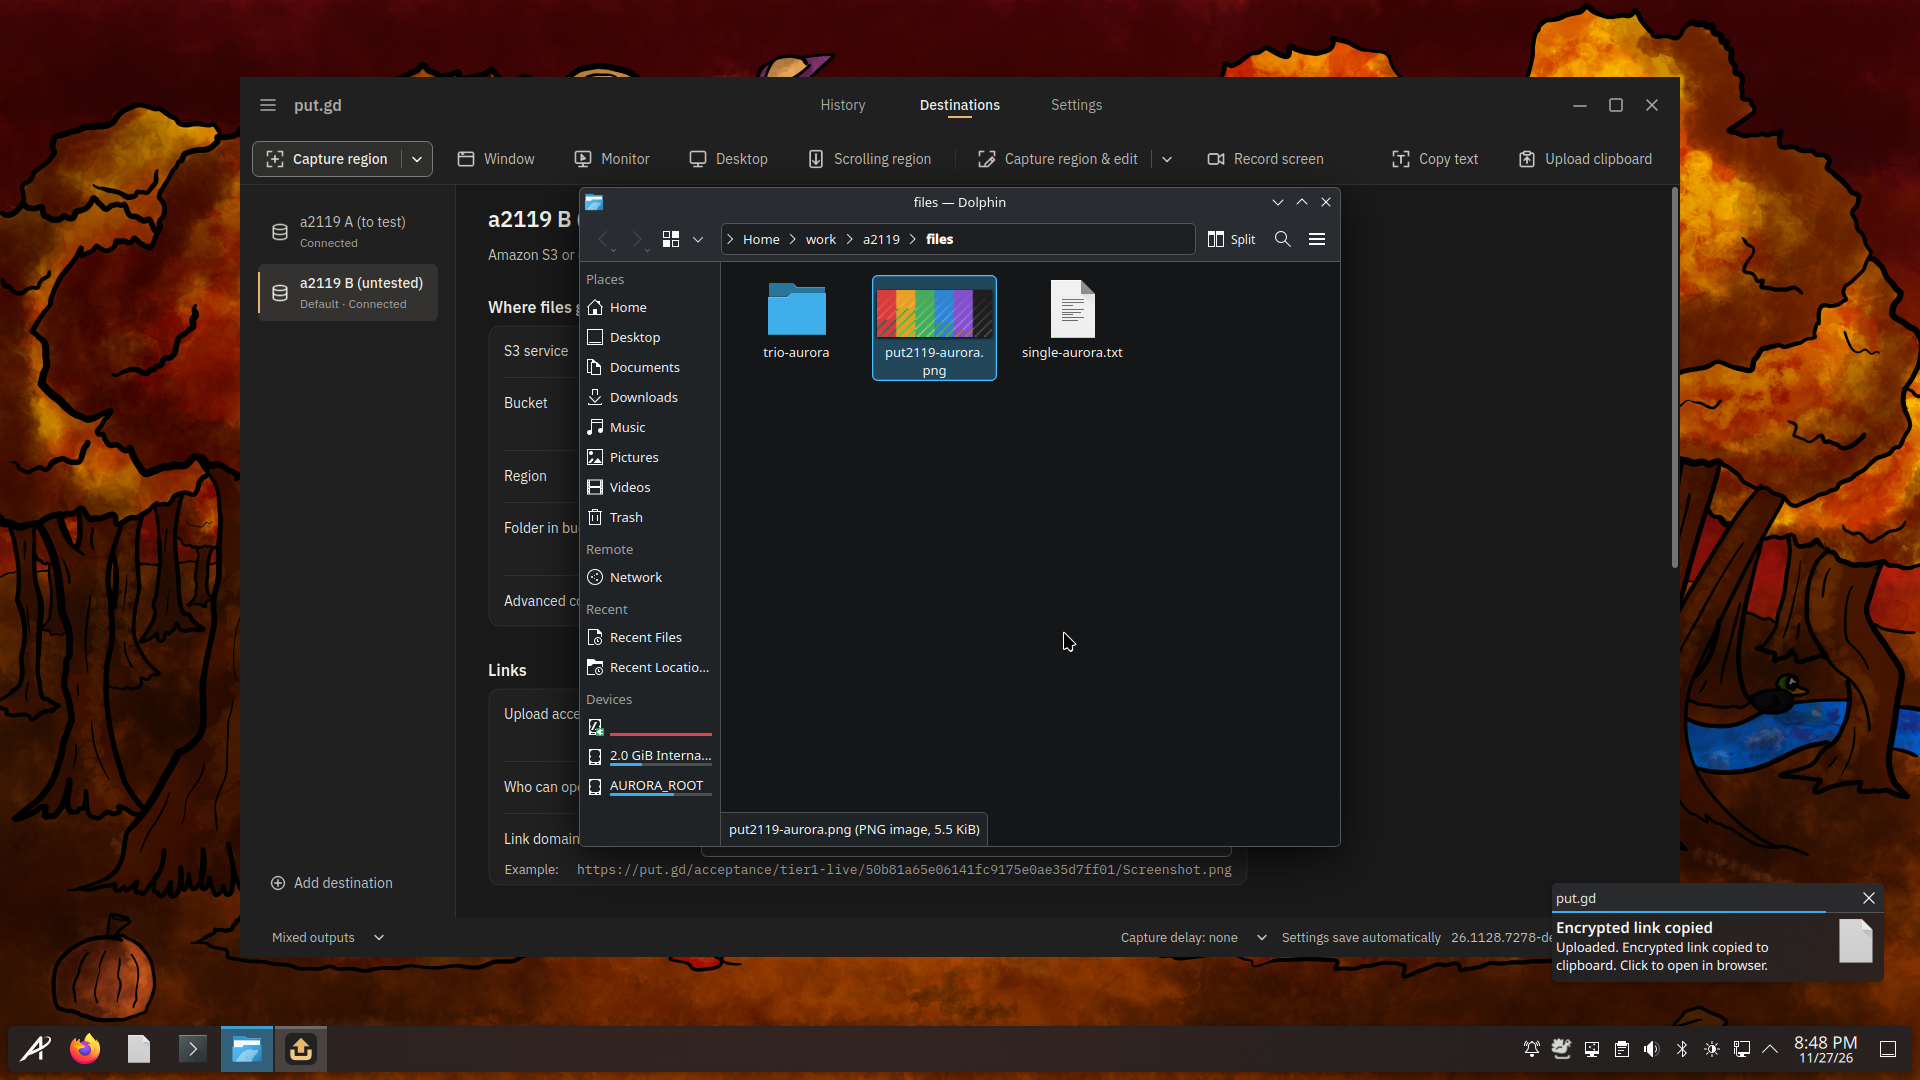 put.gd
History
Destinations
Settings
Capture region
Window
Monitor
Desktop
Scrolling region
Capture region & edit
Record screen
Copy text
Upload clipboard
a2119 A (to test)
Connected
a2119 B (untested)
Default · Connected
Add destination
a2119 B (
Amazon S3 or
Where files
S3 service
Bucket
Region
Folder in bu
Advanced
Links
Upload acce
Who can ope
Link domain
Example: https://put.gd/acceptance/tier1-live/50b81a65e06141fc9175e0ae35d7ff01/Screenshot.png
files — Dolphin
Home
work
a2119
files
Split
Places
Home
Desktop
Documents
Downloads
Music
Pictures
Videos
Trash
Remote
Network
Recent
Recent Files
Recent Locatio...
Devices
2.0 GiB Interna...
AURORA_ROOT
trio-aurora
put2119-aurora.
png
single-aurora.txt
put2119-aurora.png (PNG image, 5.5 KiB)
Mixed outputs
Capture delay: none
Settings save automatically
26.1128.7278-de
put.gd
Encrypted link copied
Uploaded. Encrypted link copied to
clipboard. Click to open in browser.
8:48 PM
11/27/26